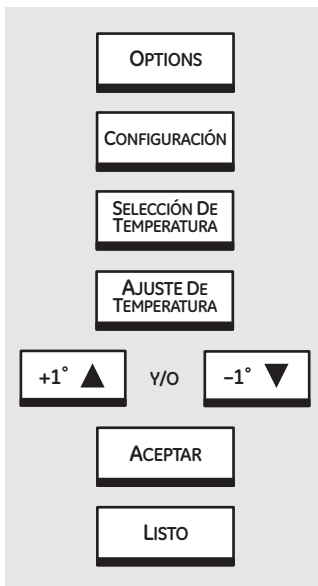 OPTIONS
CONFIGURACIÓN
SELECCIÓN DE
TEMPERATURA
AJUSTE DE
TEMPERATURA
+1° ▲ Y/O –1° ▼
ACEPTAR
LISTO